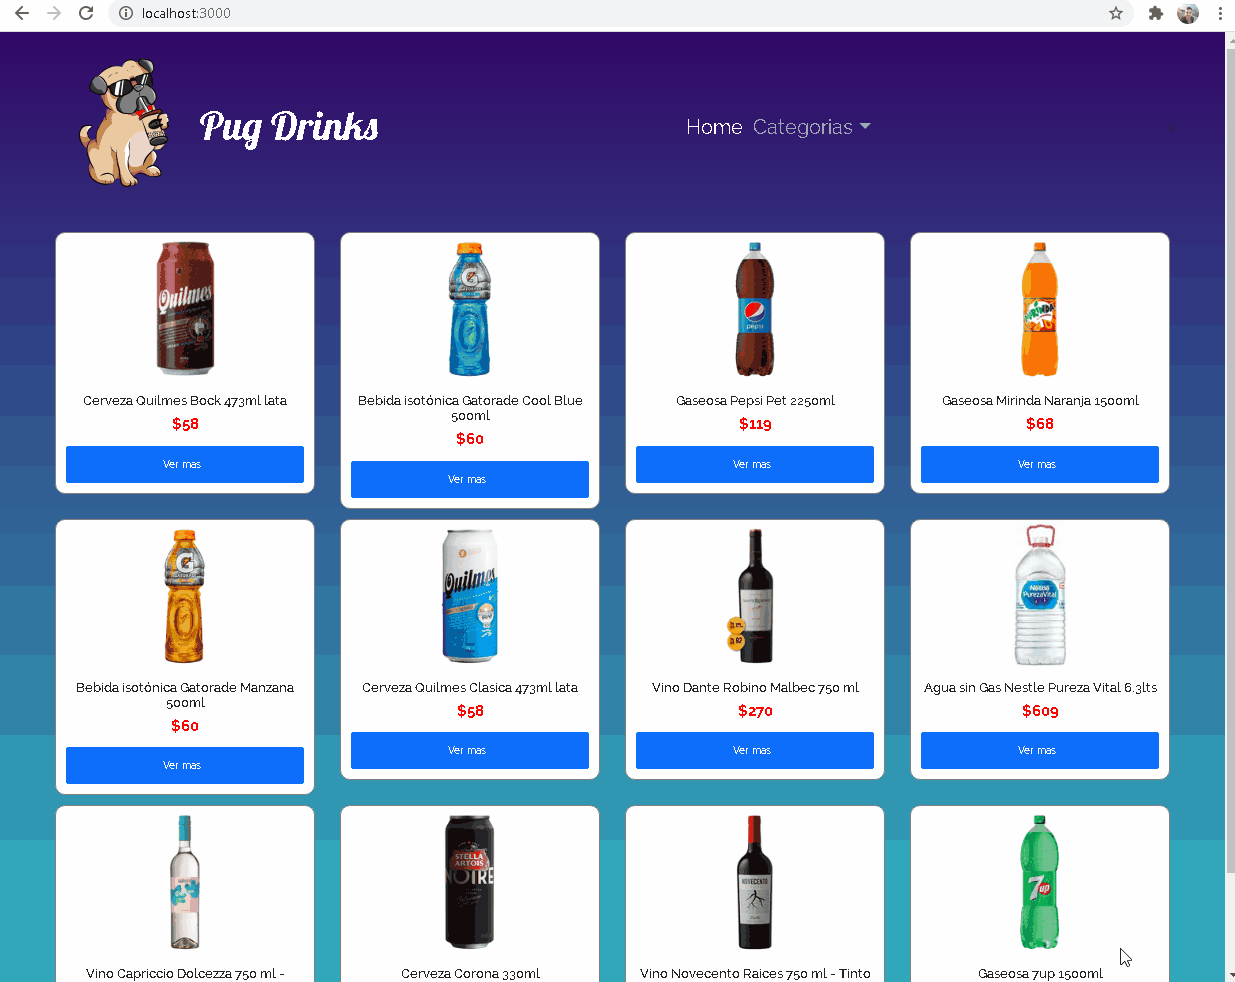 localhost:3000
Pug Drinks
Home Categorias
Quilmes
G
pepsi
MIRINDA
Cerveza Quilmes Bock 473ml lata
$58
Ver mas
Bebida isotónica Gatorade Cool Blue
500ml
$60
Ver mas
Gaseosa Pepsi Pet 2250ml
$119
Ver mas
Gaseosa Mirinda Naranja 1500ml
$68
Ver mas
G
Quilmes
Nestle
PurezaVital
Bebida isotónica Gatorade Manzana
500ml
$60
Ver mas
Cerveza Quilmes Clasica 473ml lata
$58
Ver mas
Vino Dante Robino Malbec 750 ml
$270
Ver mas
Agua sin Gas Nestle Pureza Vital 6.3lts
$609
Ver mas
STELLA
ARTOIS
NOIRE
NOVECENTO
7up
Vino Capriccio Dolcezza 750 ml -
Cerveza Corona 330ml
Vino Novecento Raices 750 ml - Tinto
Gaseosa 7up 1500ml